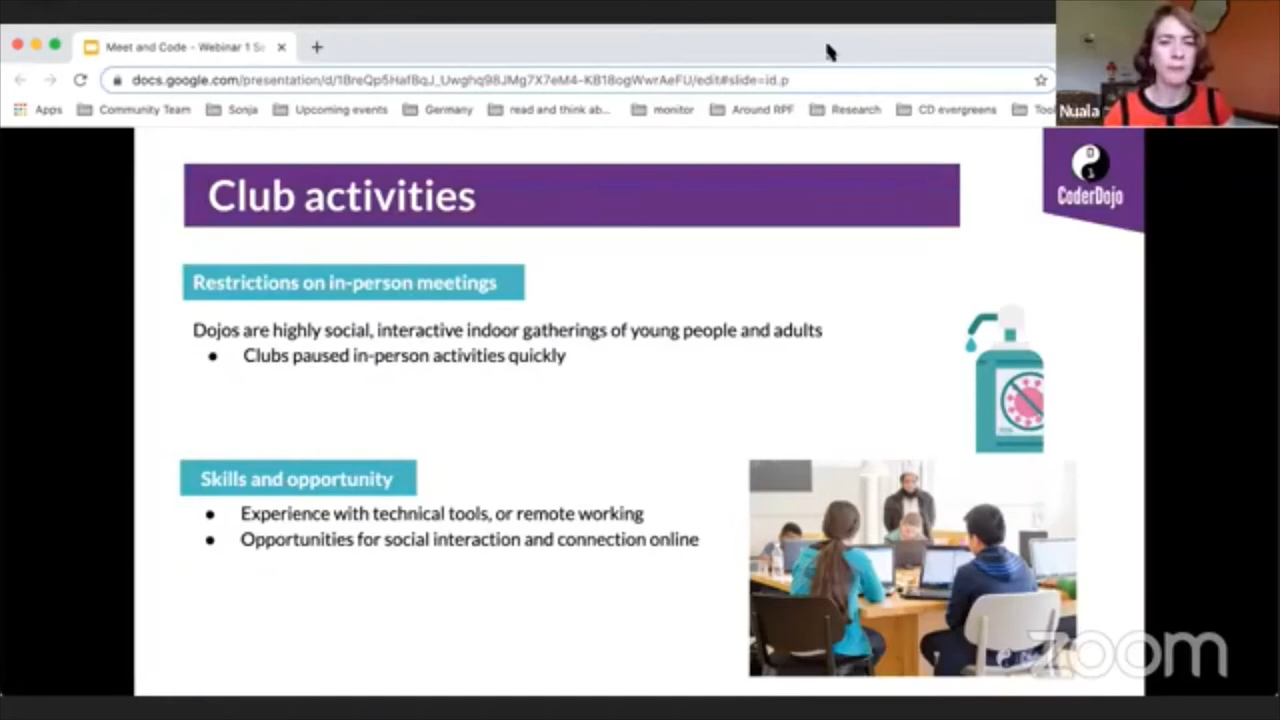 Meet and Code - Webinar 1 S
docs.google.com/presentation/d/1BreQp5HafBqJ_Uwghq98JMg7X7eM4-KB18ogWwrAeFU/edit#slide=id.p
Apps Community Team Sonja Upcoming events Germany read and think ab... monitor Around RPF Research CD evergreens Too
Nuala
Club activities
CoderDojo
Restrictions on in-person meetings
Dojos are highly social, interactive indoor gatherings of young people and adults
● Clubs paused in-person activities quickly
Skills and opportunity
● Experience with technical tools, or remote working
● Opportunities for social interaction and connection online
zoom